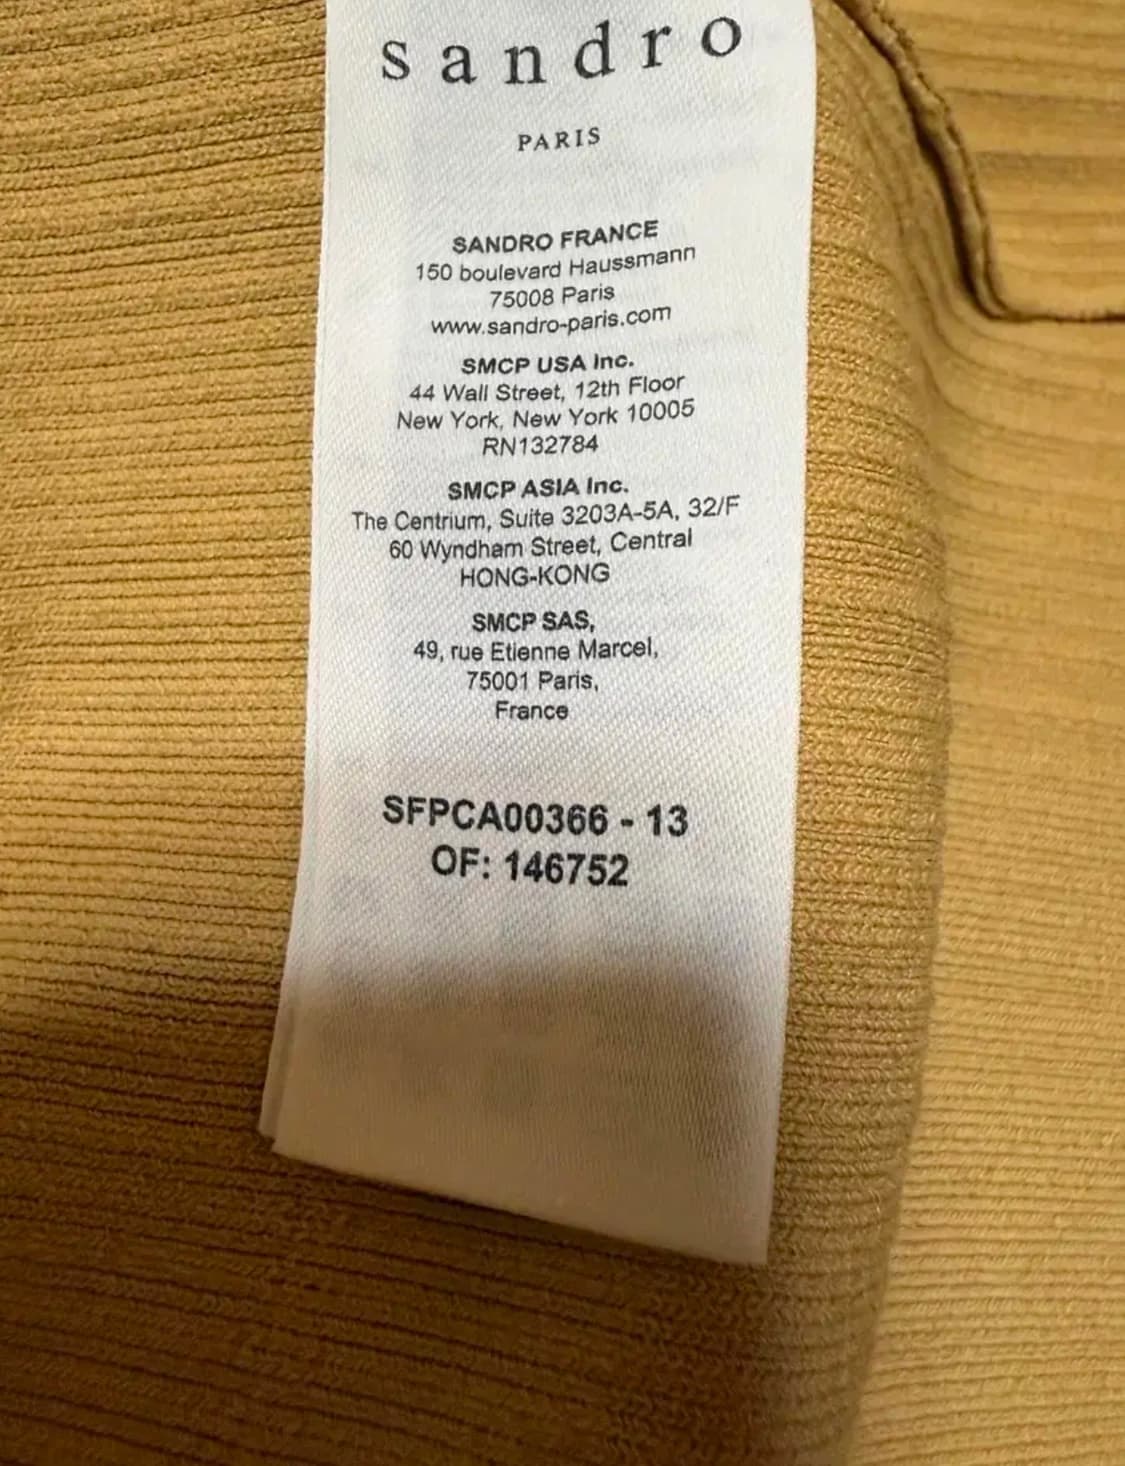 sandro
PARIS
SANDRO FRANCE
150 boulevard Haussmann
75008 Paris
www.sandro-paris.com
SMCP USA Inc.
44 Wall Street, 12th Floor
New York, New York 10005
RN132784
SMCP ASIA Inc.
The Centrium, Suite 3203A-5A, 32/F
60 Wyndham Street, Central
HONG-KONG
SMCP SAS,
49, rue Etienne Marcel,
75001 Paris,
France
SFPCA00366 - 13
OF: 146752